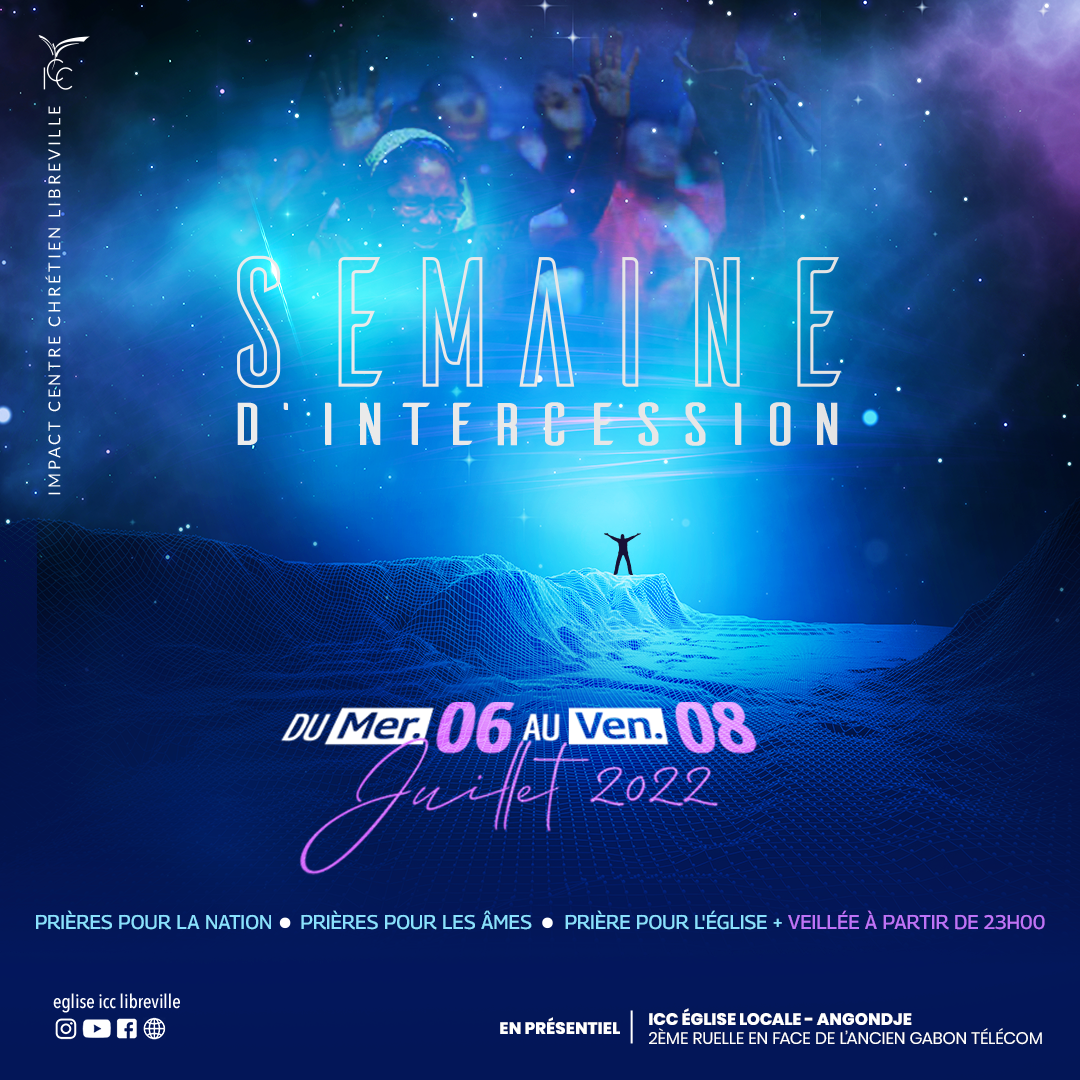 ICC
IMPACT CENTRE CHRÉTIEN LIBREVILLE
SEMAINE
D'INTERCESSION
DU Mer. 06 AU Ven. 08
Juillet 2022
PRIÈRES POUR LA NATION ● PRIÈRES POUR LES ÂMES ● PRIÈRE POUR L'ÉGLISE + VEILLÉE À PARTIR DE 23H00
eglise icc libreville
EN PRÉSENTIEL
ICC ÉGLISE LOCALE - ANGONDJE
2ÈME RUELLE EN FACE DE L'ANCIEN GABON TÉLÉCOM